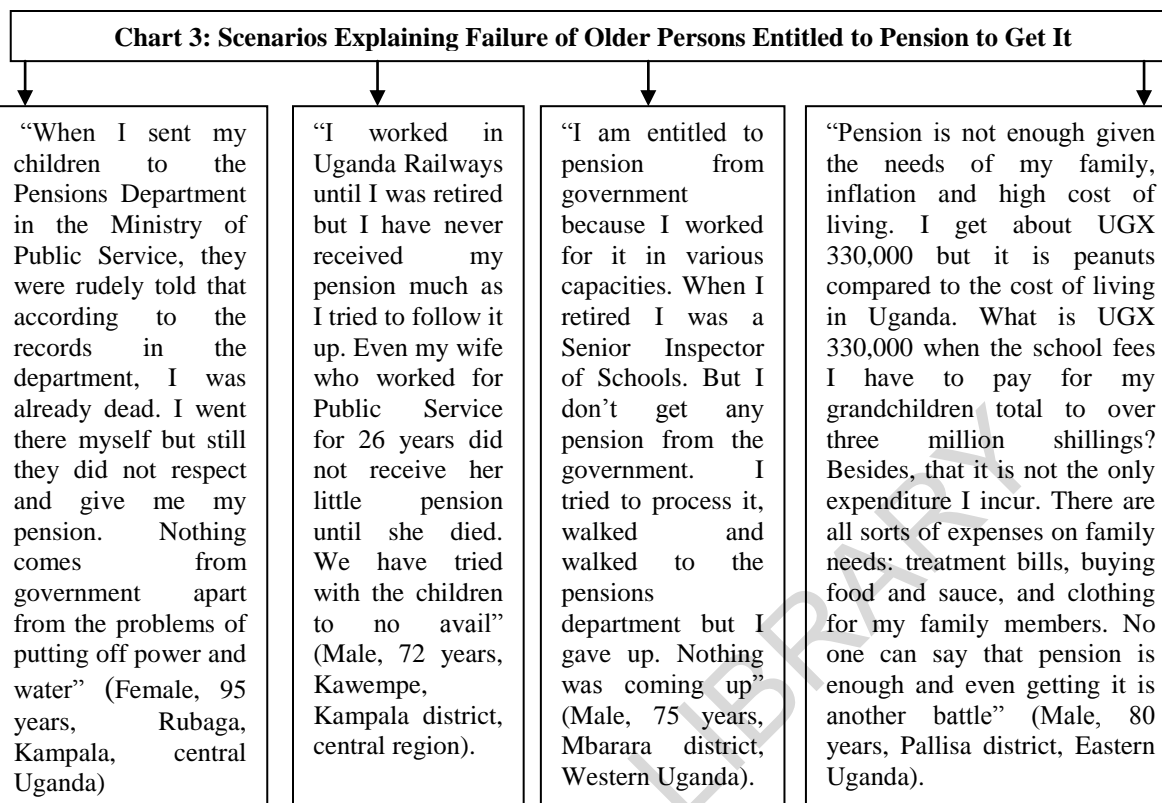 Chart 3: Scenarios Explaining Failure of Older Persons Entitled to Pension to Get It
“When I sent my
children to the
Pensions Department
in the Ministry of
Public Service, they
were rudely told that
according to the
records in the
department, I was
already dead. I went
there myself but still
they did not respect
and give me my
pension. Nothing
comes from
government apart
from the problems of
putting off power and
water” (Female, 95
years, Rubaga,
Kampala, central
Uganda)
“I worked in
Uganda Railways
until I was retired
but I have never
received my
pension much as
I tried to follow it
up. Even my wife
who worked for
Public Service
for 26 years did
not receive her
little pension
until she died.
We have tried
with the children
to no avail”
(Male, 72 years,
Kawempe,
Kampala district,
central region).
“I am entitled to
pension from
government
because I worked
for it in various
capacities. When I
retired I was a
Senior Inspector
of Schools. But I
don’t get any
pension from the
government. I
tried to process it,
walked and
walked to the
pensions
department but I
gave up. Nothing
was coming up”
(Male, 75 years,
Mbarara district,
Western Uganda).
“Pension is not enough given
the needs of my family,
inflation and high cost of
living. I get about UGX
330,000 but it is peanuts
compared to the cost of living
in Uganda. What is UGX
330,000 when the school fees
I have to pay for my
grandchildren total to over
three million shillings?
Besides, that it is not the only
expenditure I incur. There are
all sorts of expenses on family
needs: treatment bills, buying
food and sauce, and clothing
for my family members. No
one can say that pension is
enough and even getting it is
another battle” (Male, 80
years, Pallisa district, Eastern
Uganda).
LIBRARY